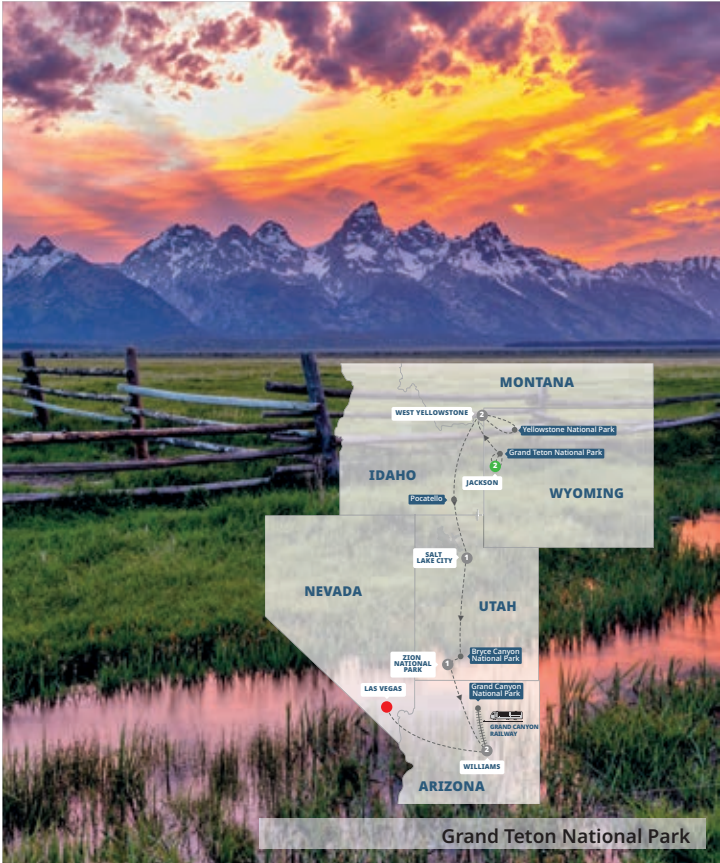 MONTANA
WEST YELLOWSTONE
2
Yellowstone National Park
Grand Teton National Park
2
JACKSON
IDAHO
WYOMING
Pocatello
SALT
LAKE CITY
1
NEVADA
UTAH
Bryce Canyon
National Park
ZION
NATIONAL
PARK
1
LAS VEGAS
Grand Canyon
National Park
GRAND CANYON
RAILWAY
2
WILLIAMS
ARIZONA
Grand Teton National Park